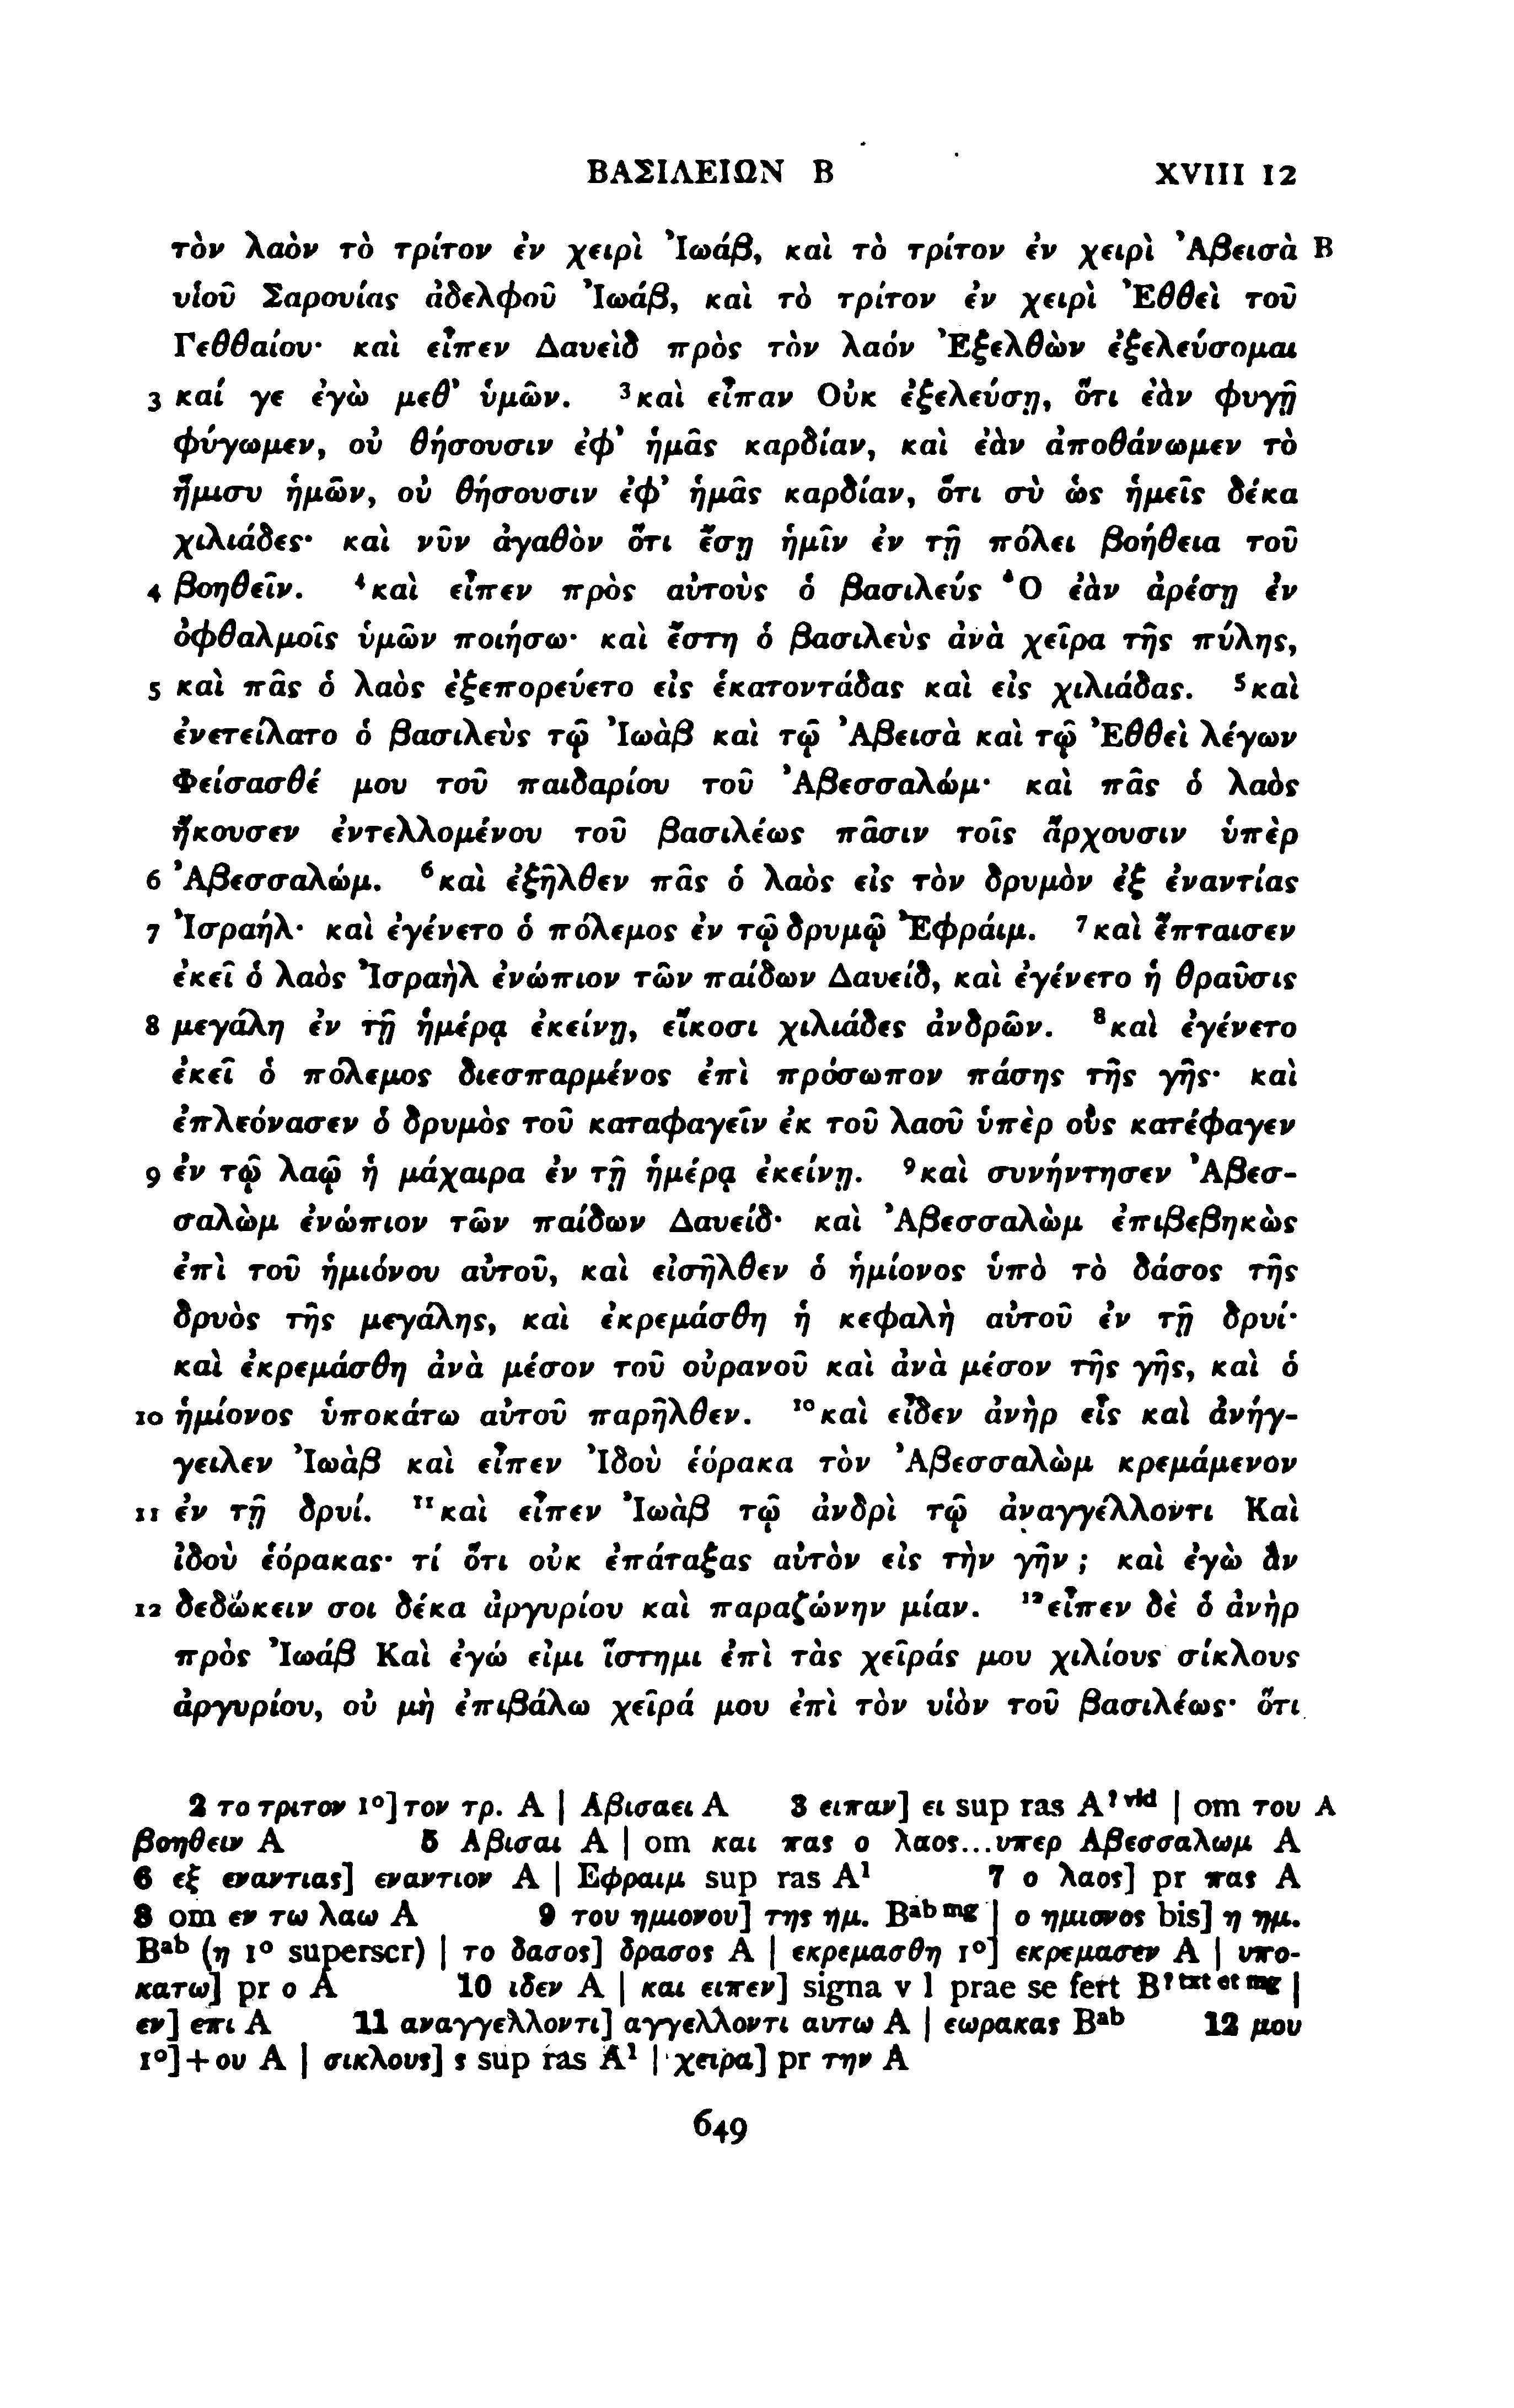 ΒΑΣΙΛΕΙΩΝ Β XVIII 12
τὸν λαὸν τὸ τρίτον ἐν χειρὶ Ἰωάβ, καὶ τὸ τρίτον ἐν χειρὶ Ἀβεισὰ B
υἱοῦ Σαρουίας ἀδελφοῦ Ἰωάβ, καὶ τὸ τρίτον ἐν χειρὶ Ἐθθεὶ τοῦ
Γεθθαίου· καὶ εἶπεν Δαυεὶδ πρὸς τὸν λαόν Ἐξελθὼν ἐξελεύσομαι
3 καί γε ἐγὼ μεθ' ὑμῶν. ³καὶ εἶπαν Οὐκ ἐξελεύσῃ, ὅτι ἐὰν φυγῇ
φύγωμεν, οὐ θήσουσιν ἐφ' ἡμᾶς καρδίαν, καὶ ἐὰν ἀποθάνωμεν τὸ
ἥμισυ ἡμῶν, οὐ θήσουσιν ἐφ' ἡμᾶς καρδίαν, ὅτι σὺ ὡς ἡμεῖς δέκα
χιλιάδες· καὶ νῦν ἀγαθὸν ὅτι ἔσῃ ἡμῖν ἐν τῇ πόλει βοήθεια τοῦ
4 βοηθεῖν. ⁴καὶ εἶπεν πρὸς αὐτοὺς ὁ βασιλεύς Ὃ ἐὰν ἀρέσῃ ἐν
ὀφθαλμοῖς ὑμῶν ποιήσω· καὶ ἔστη ὁ βασιλεὺς ἀνὰ χεῖρα τῆς πύλης,
5 καὶ πᾶς ὁ λαὸς ἐξεπορεύετο εἰς ἑκατοντάδας καὶ εἰς χιλιάδας. ⁵καὶ
ἐνετείλατο ὁ βασιλεὺς τῷ Ἰωὰβ καὶ τῷ Ἀβεισὰ καὶ τῷ Ἐθθεὶ λέγων
Φείσασθέ μου τοῦ παιδαρίου τοῦ Ἀβεσσαλώμ· καὶ πᾶς ὁ λαὸς
ἤκουσεν ἐντελλομένου τοῦ βασιλέως πᾶσιν τοῖς ἄρχουσιν ὑπὲρ
6 Ἀβεσσαλώμ. ⁶καὶ ἐξῆλθεν πᾶς ὁ λαὸς εἰς τὸν δρυμὸν ἐξ ἐναντίας
7 Ἰσραήλ· καὶ ἐγένετο ὁ πόλεμος ἐν τῷ δρυμῷ Ἐφράιμ. ⁷καὶ ἔπταισεν
ἐκεῖ ὁ λαὸς Ἰσραὴλ ἐνώπιον τῶν παίδων Δαυείδ, καὶ ἐγένετο ἡ θραῦσις
8 μεγάλη ἐν τῇ ἡμέρᾳ ἐκείνῃ, εἴκοσι χιλιάδες ἀνδρῶν. ⁸καὶ ἐγένετο
ἐκεῖ ὁ πόλεμος διεσπαρμένος ἐπὶ πρόσωπον πάσης τῆς γῆς· καὶ
ἐπλεόνασεν ὁ δρυμὸς τοῦ καταφαγεῖν ἐκ τοῦ λαοῦ ὑπὲρ οὓς κατέφαγεν
9 ἐν τῷ λαῷ ἡ μάχαιρα ἐν τῇ ἡμέρᾳ ἐκείνῃ. ⁹καὶ συνήντησεν Ἀβεσ-
σαλὼμ ἐνώπιον τῶν παίδων Δαυείδ· καὶ Ἀβεσσαλὼμ ἐπιβεβηκὼς
ἐπὶ τοῦ ἡμιόνου αὐτοῦ, καὶ εἰσῆλθεν ὁ ἡμίονος ὑπὸ τὸ δάσος τῆς
δρυὸς τῆς μεγάλης, καὶ ἐκρεμάσθη ἡ κεφαλὴ αὐτοῦ ἐν τῇ δρυί·
καὶ ἐκρεμάσθη ἀνὰ μέσον τοῦ οὐρανοῦ καὶ ἀνὰ μέσον τῆς γῆς, καὶ ὁ
10 ἡμίονος ὑποκάτω αὐτοῦ παρῆλθεν. ¹⁰καὶ εἶδεν ἀνὴρ εἷς καὶ ἀνήγ-
γειλεν Ἰωὰβ καὶ εἶπεν Ἰδοὺ ἑόρακα τὸν Ἀβεσσαλὼμ κρεμάμενον
11 ἐν τῇ δρυί. ¹¹καὶ εἶπεν Ἰωὰβ τῷ ἀνδρὶ τῷ ἀναγγέλλοντι Καὶ
ἰδοὺ ἑόρακας· τί ὅτι οὐκ ἐπάταξας αὐτὸν εἰς τὴν γῆν; καὶ ἐγὼ ἂν
12 δεδώκειν σοι δέκα ἀργυρίου καὶ παραζώνην μίαν. ¹²εἶπεν δὲ ὁ ἀνὴρ
πρὸς Ἰωάβ Καὶ ἐγώ εἰμι ἵστημι ἐπὶ τὰς χεῖράς μου χιλίους σίκλους
ἀργυρίου, οὐ μὴ ἐπιβάλω χεῖρά μου ἐπὶ τὸν υἱὸν τοῦ βασιλέως· ὅτι
2 το τριτον 1°] τον τρ. A | Αβισαει A 3 ειπαν] ει sup ras A? vid | om του A
βοηθειν A 5 Αβισαι A | om και πας ο λαος...υπερ Αβεσσαλωμ A
6 εξ εναντιας] εναντιον A | Εφραιμ sup ras A¹ 7 ο λαος] pr πας A
8 om εν τω λαω A 9 του ημιονου] της ημ. Bab mg | ο ημιονος bis] η ημ.
Bab (η 1° superscr) | το δασος] δρασος A | εκρεμασθη 1°] εκρεμασεν A | υπο-
κατω] pr ο A 10 ιδεν A | και ειπεν] signa v l prae se fert B? txt et mg |
εν] επι A 11 αναγγελλοντι] αγγελλοντι αυτω A | εωρακας Bab 12 μου
1°] + ου A | σικλους] ς sup ras A¹ | χειρα] pr την A
649